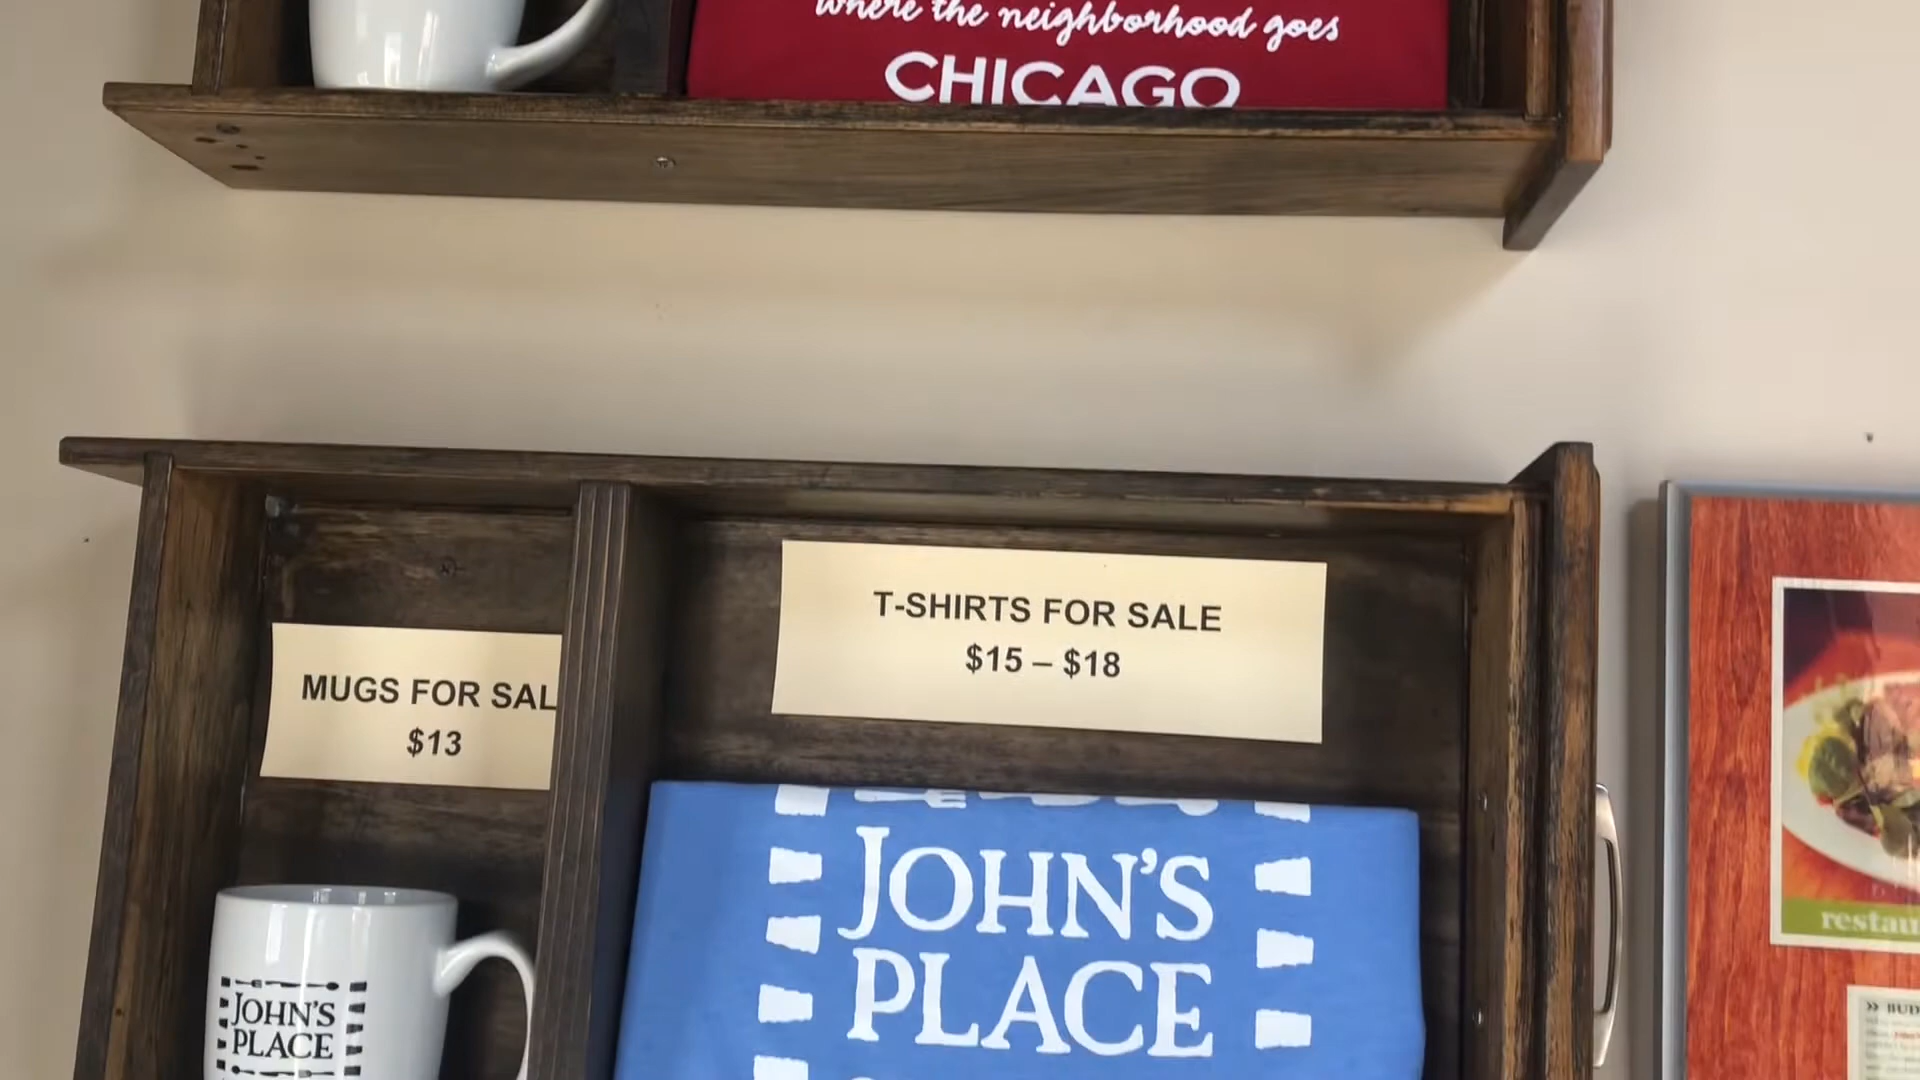 where the neighborhood goes
CHICAGO
T-SHIRTS FOR SALE
$15 – $18
MUGS FOR SAL
$13
JOHN'S
PLACE
JOHN'S
PLACE
restau
» BUD